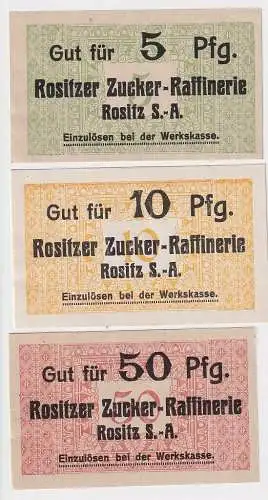 Gut für 5 Pfg.
Rositzer Zucker-Raffinerie
Rositz S.-A.
Einzulösen bei der Werkskasse.
Gut für 10 Pfg.
Rositzer Zucker-Raffinerie
Rositz S.-A.
Einzulösen bei der Werkskasse.
Gut für 50 Pfg.
Rositzer Zucker-Raffinerie
Rositz S.-A.
Einzulösen bei der Werkskasse.